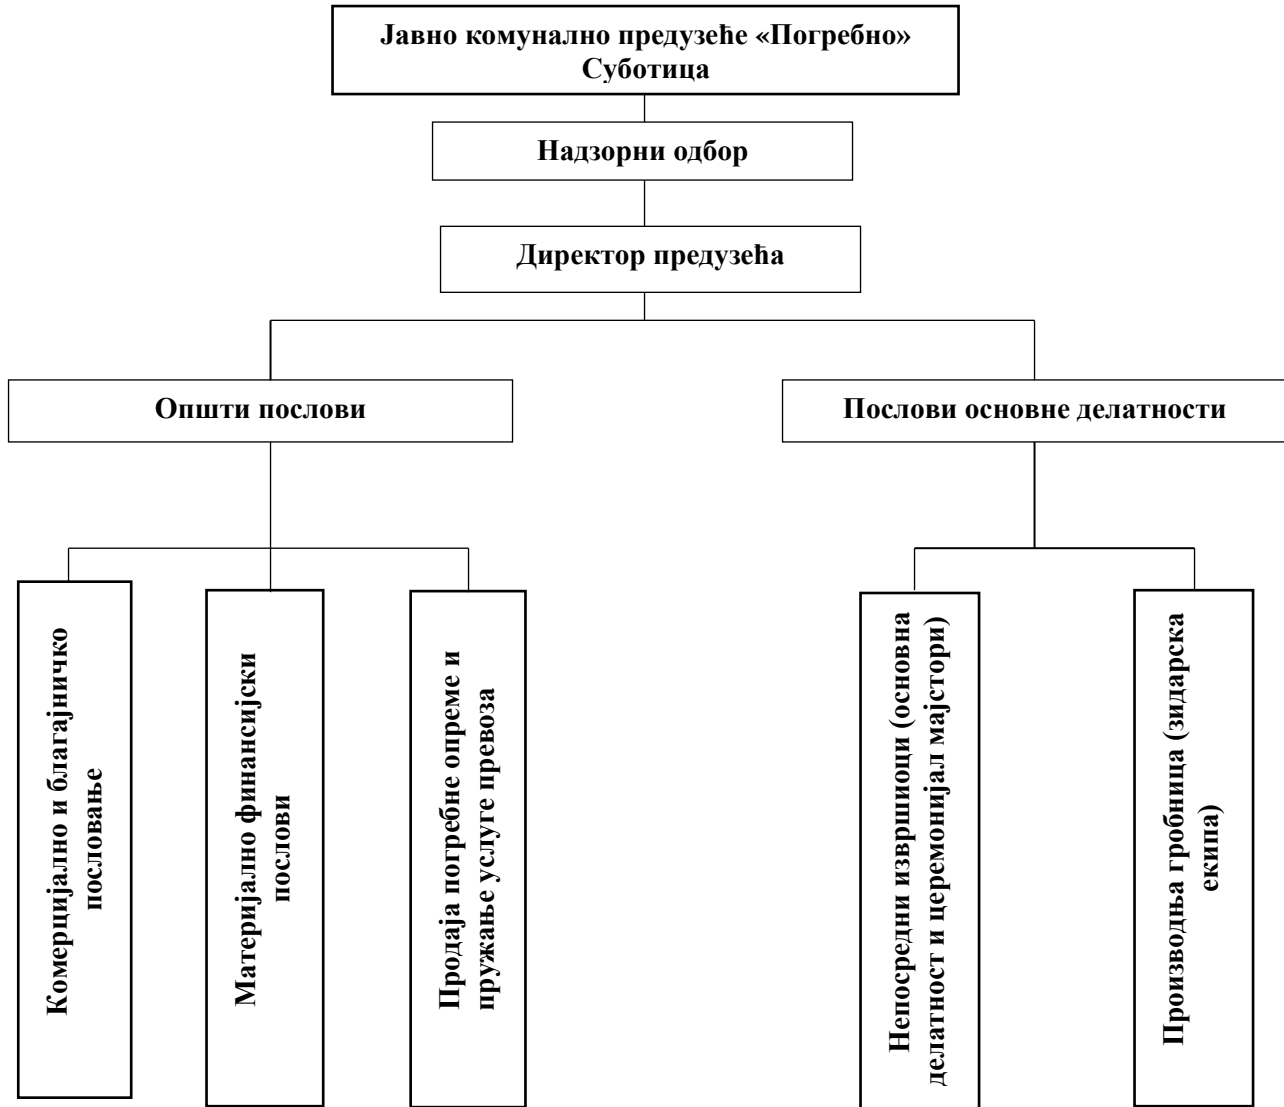 Јавно комунално предузеће «Погребно»
Суботица
Надзорни одбор
Директор предузећа
Општи послови
Послови основне делатности
Комерцијално и благајничко
пословање
Материјално финансијски
послови
Продаја погребне опреме и
пружање услуге превоза
Непосредни извршиоци (основна
делатност и церемонијал мајстори)
Производња гробница (зидарска
екипа)